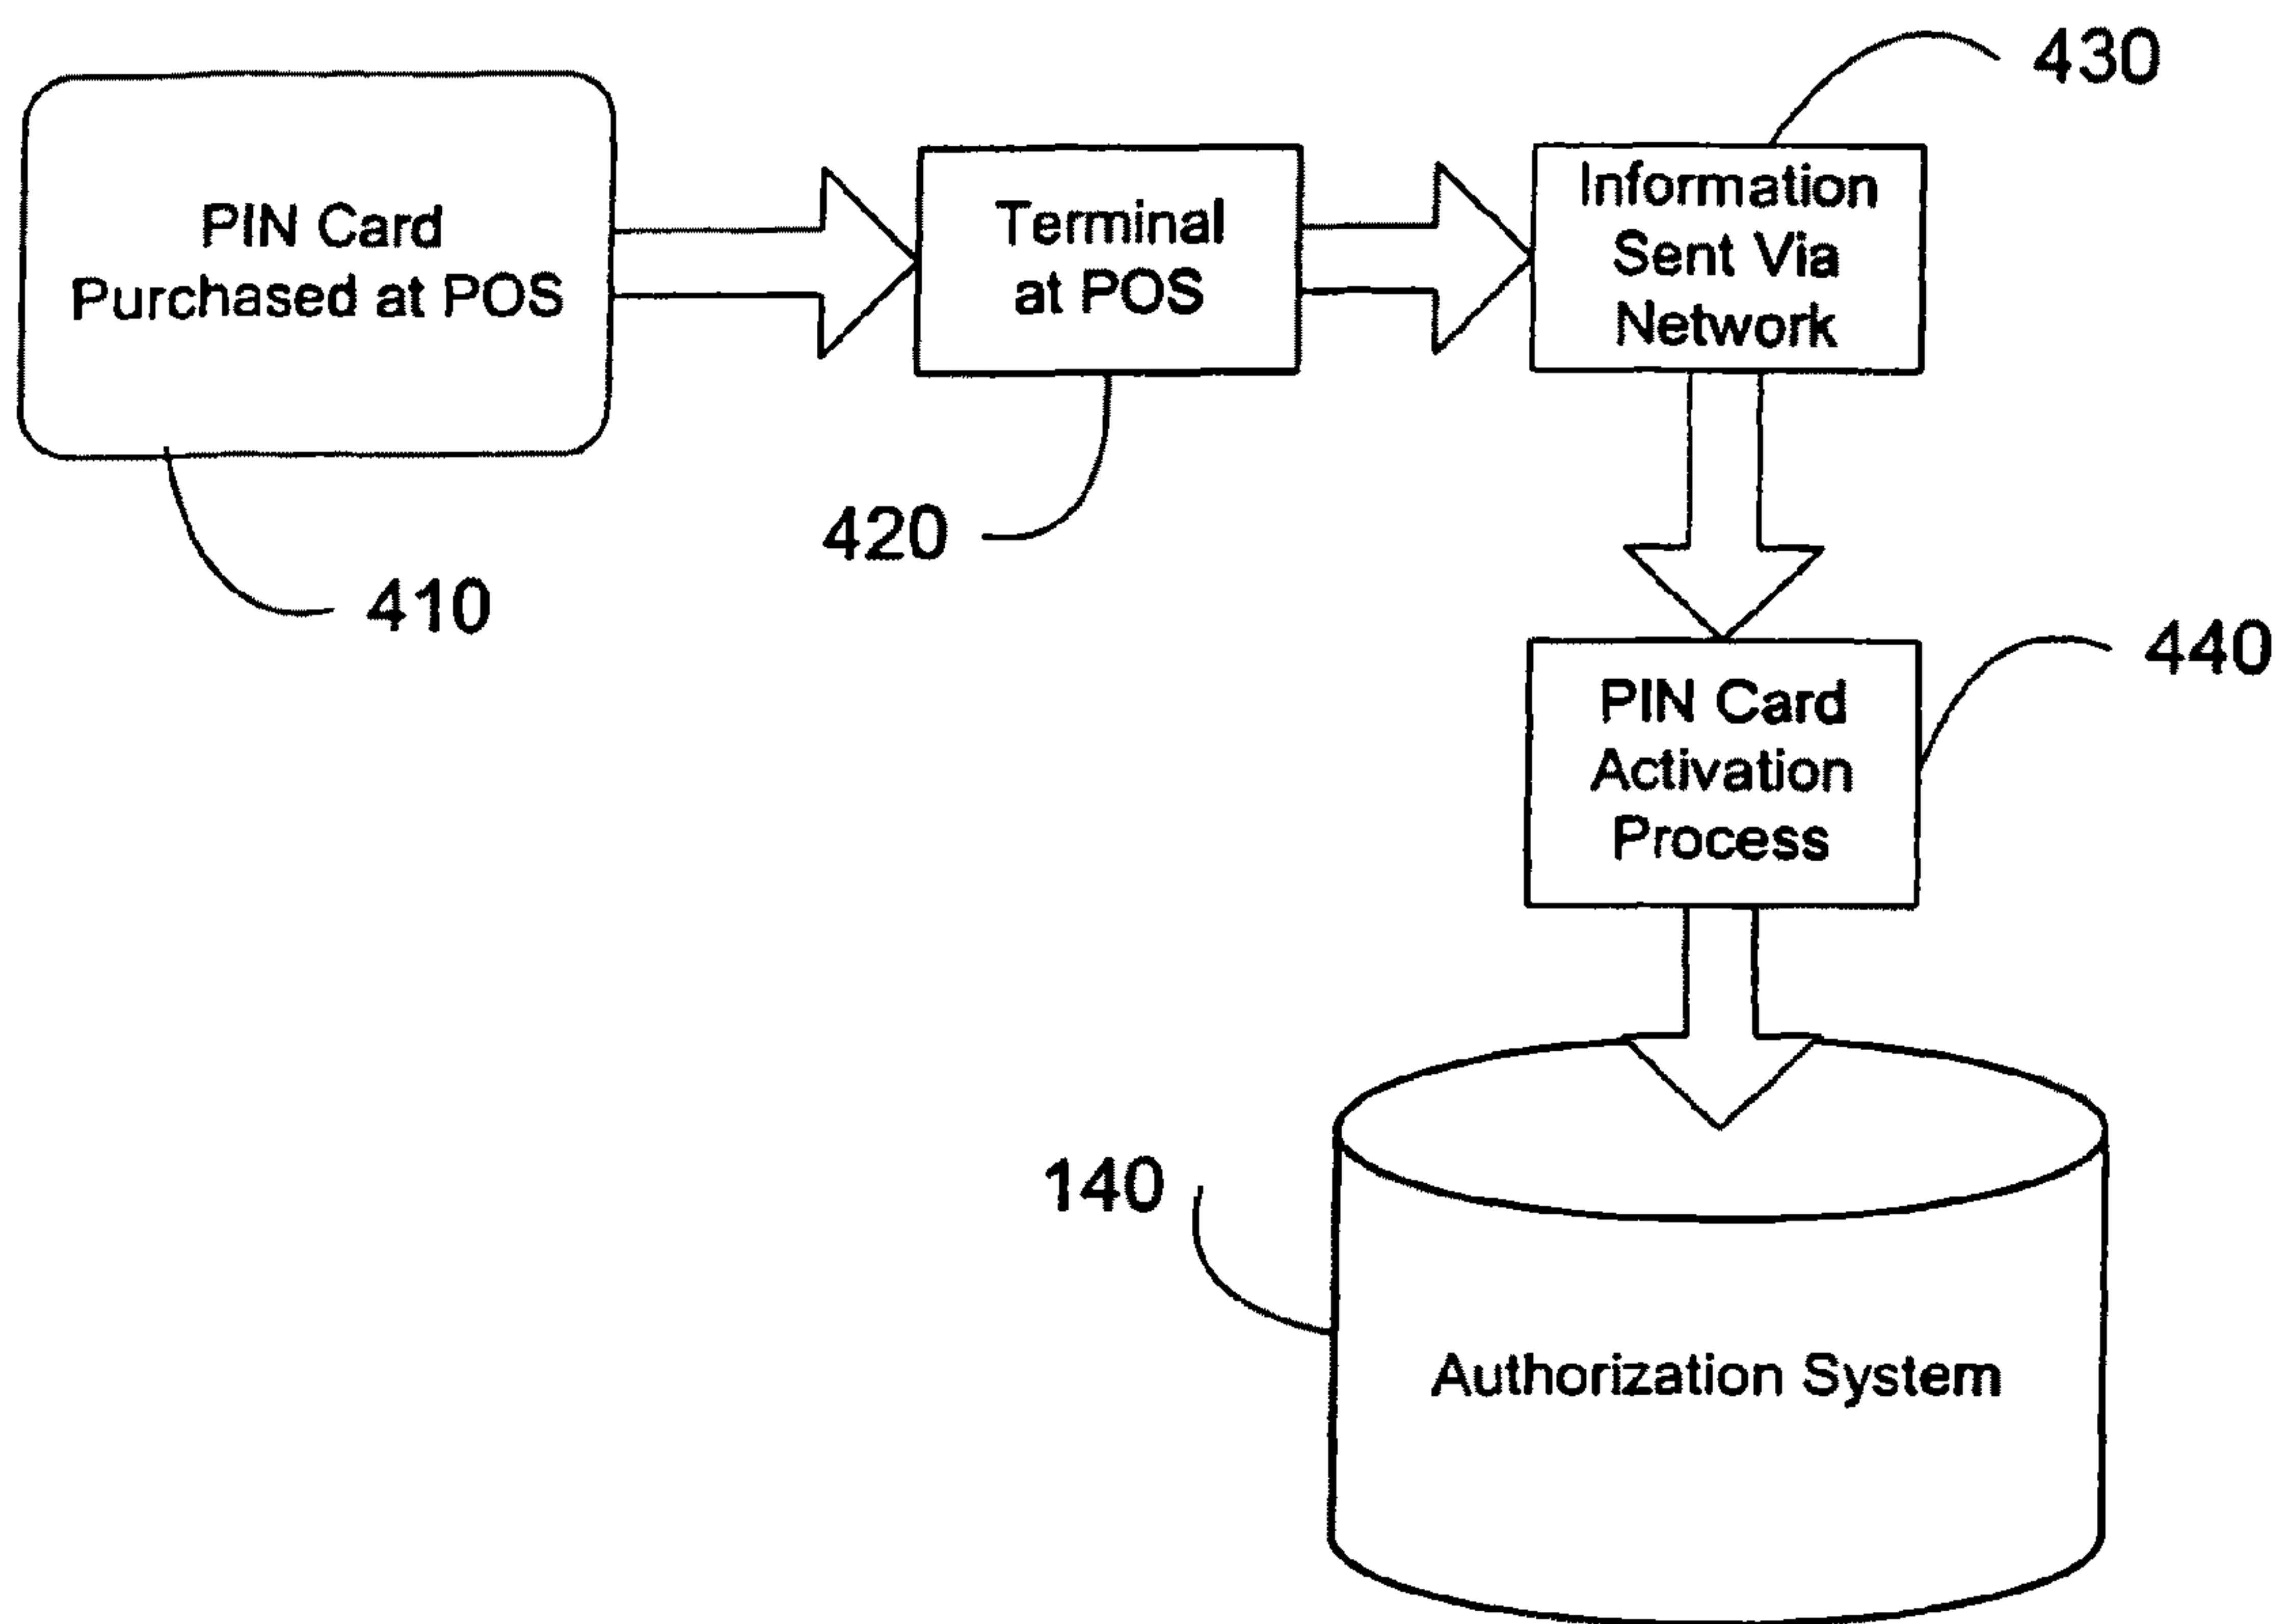 430
PIN Card
Purchased at POS
Terminal
at POS
Information
Sent Via
Network
420
410
440
PIN Card
Activation
Process
140
Authorization System